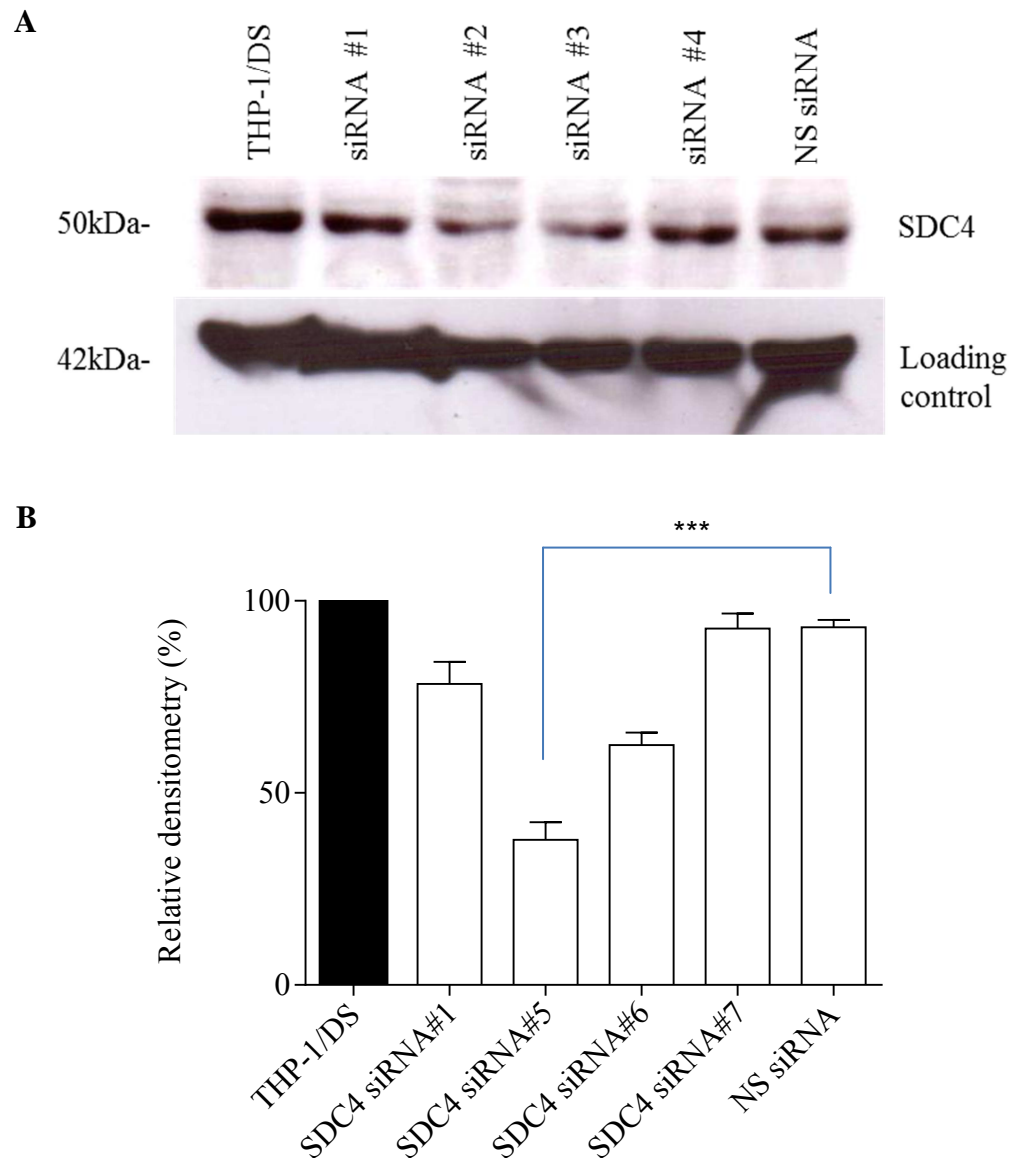 A
THP-1/DS
siRNA #1
siRNA #2
siRNA #3
siRNA #4
NS siRNA
50kDa-
SDC4
42kDa-
Loading
control
B
***
Relative densitometry (%)
100
50
0
THP-1/DS
SDC4 siRNA#1
SDC4 siRNA#5
SDC4 siRNA#6
SDC4 siRNA#7
NS siRNA